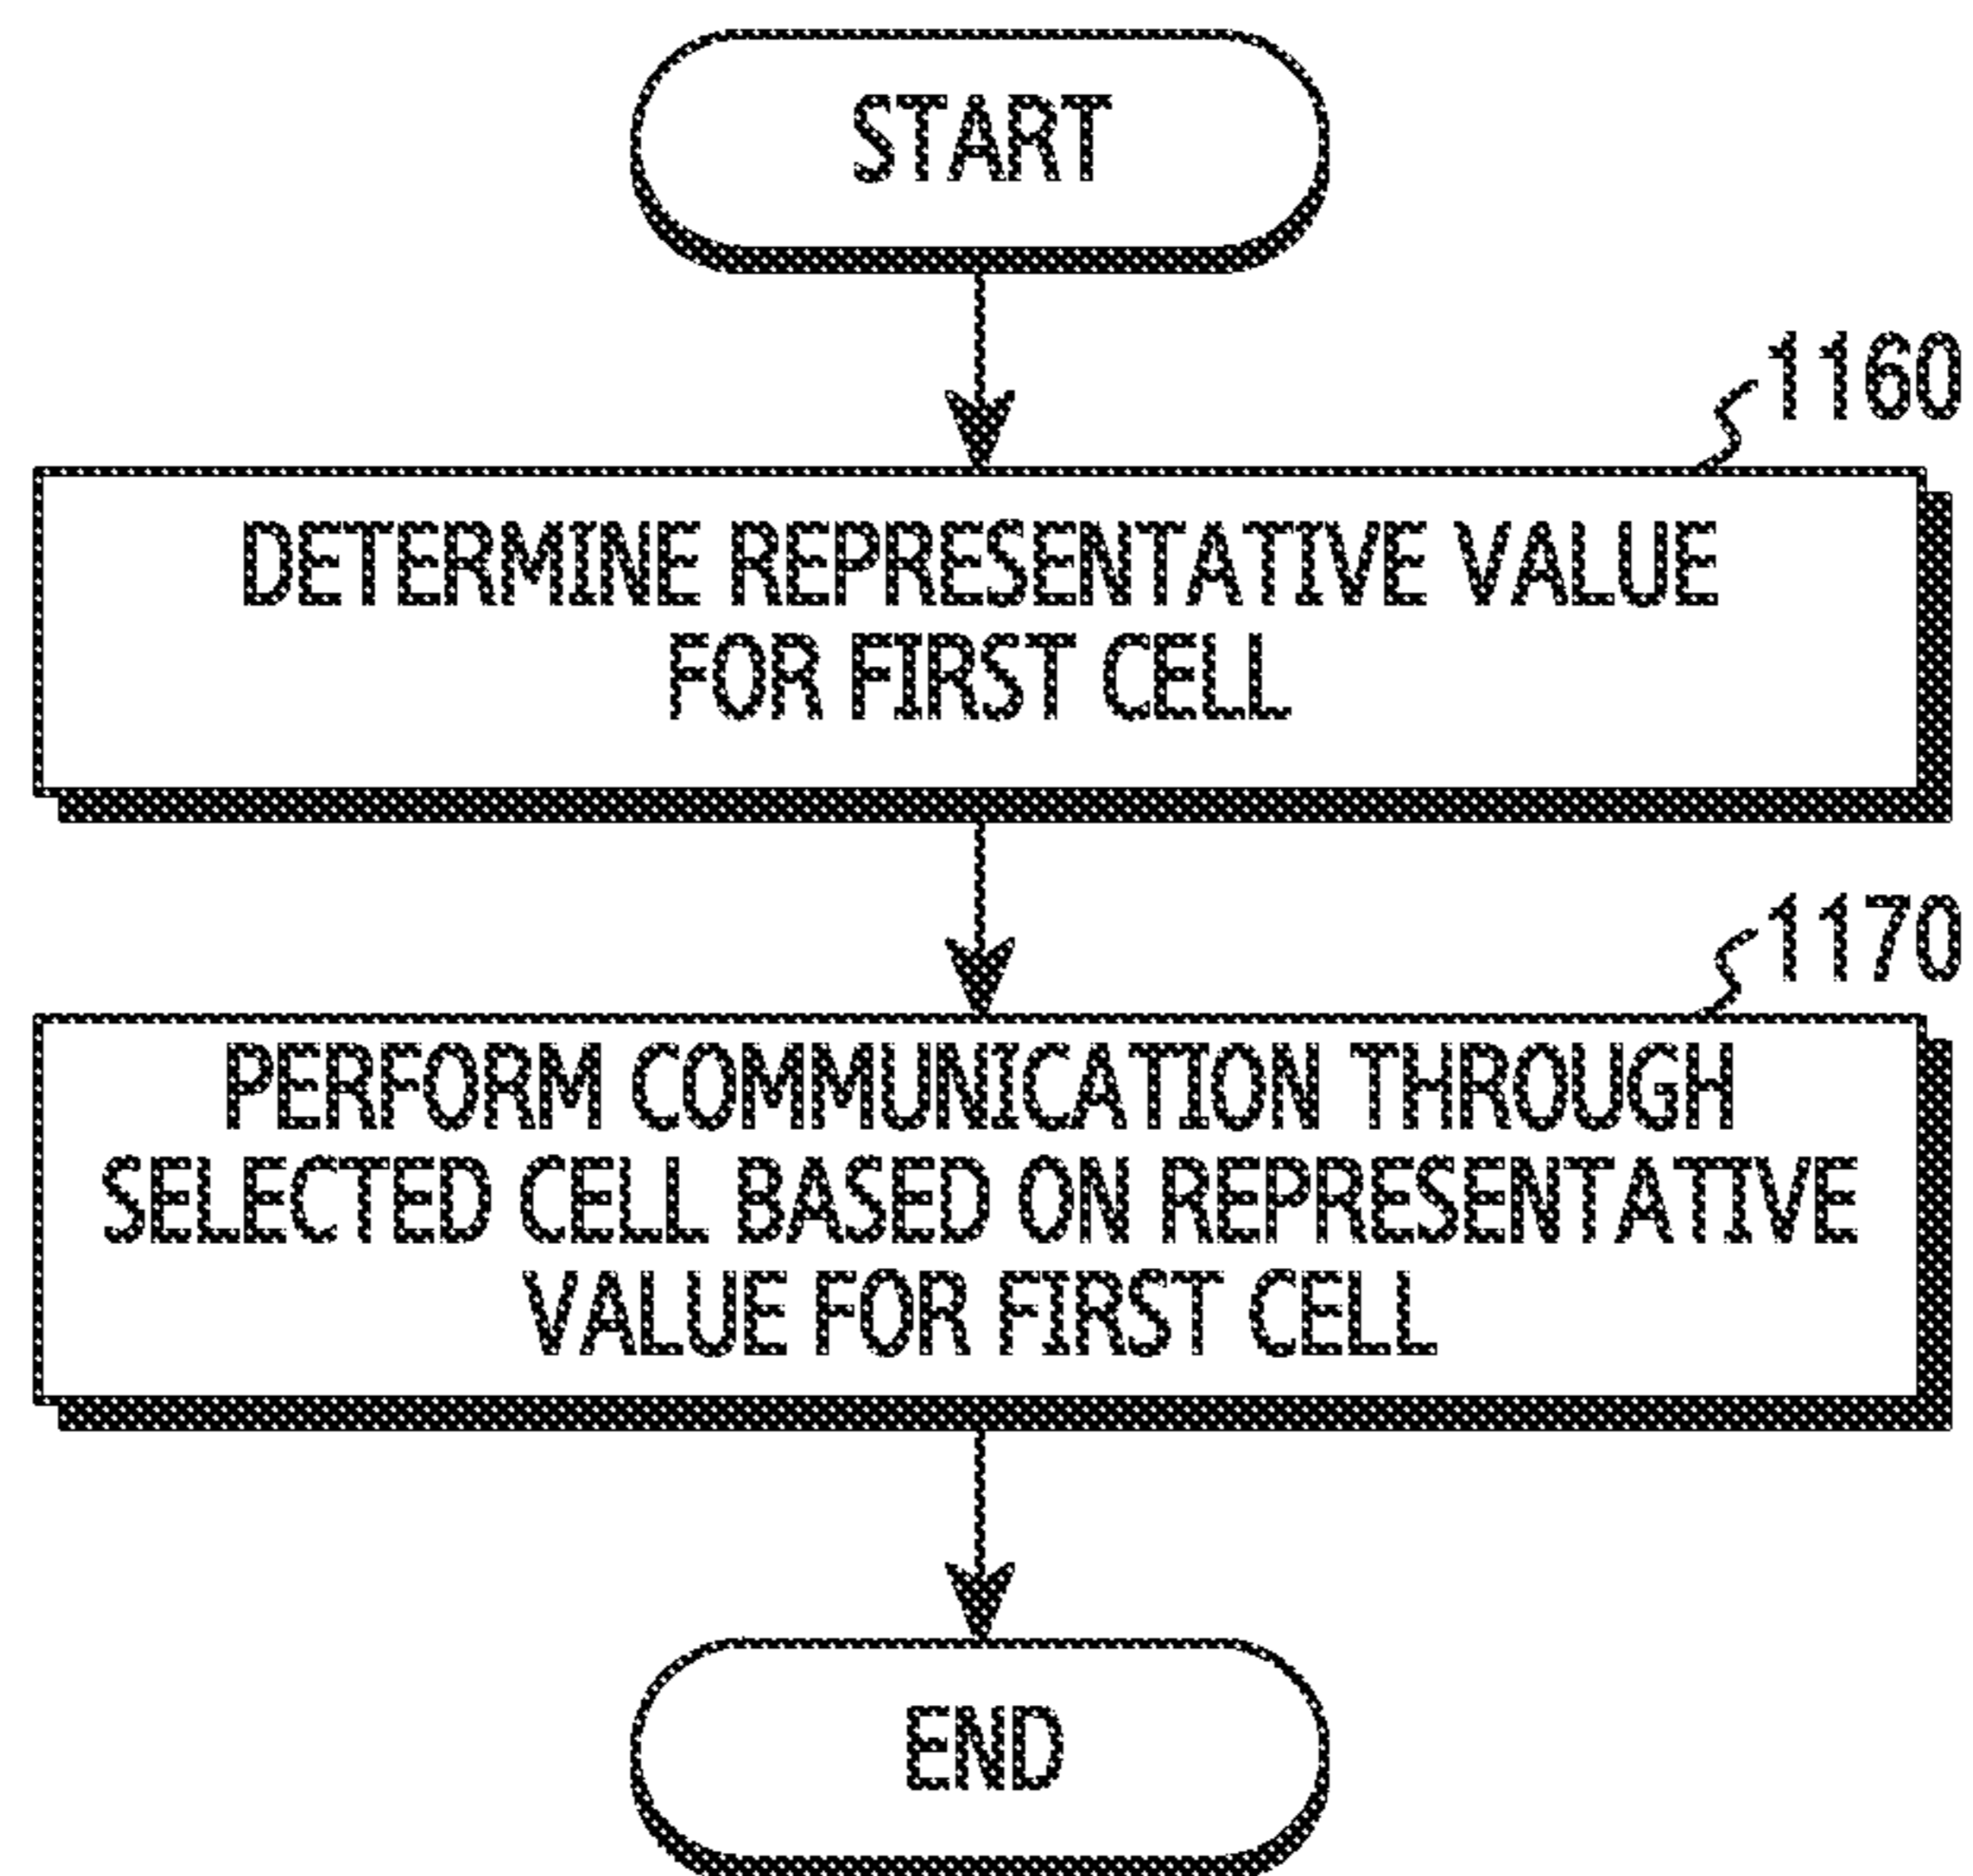 START
1160
DETERMINE REPRESENTATIVE VALUE
FOR FIRST CELL
1170
PERFORM COMMUNICATION THROUGH
SELECTED CELL BASED ON REPRESENTATIVE
VALUE FOR FIRST CELL
END